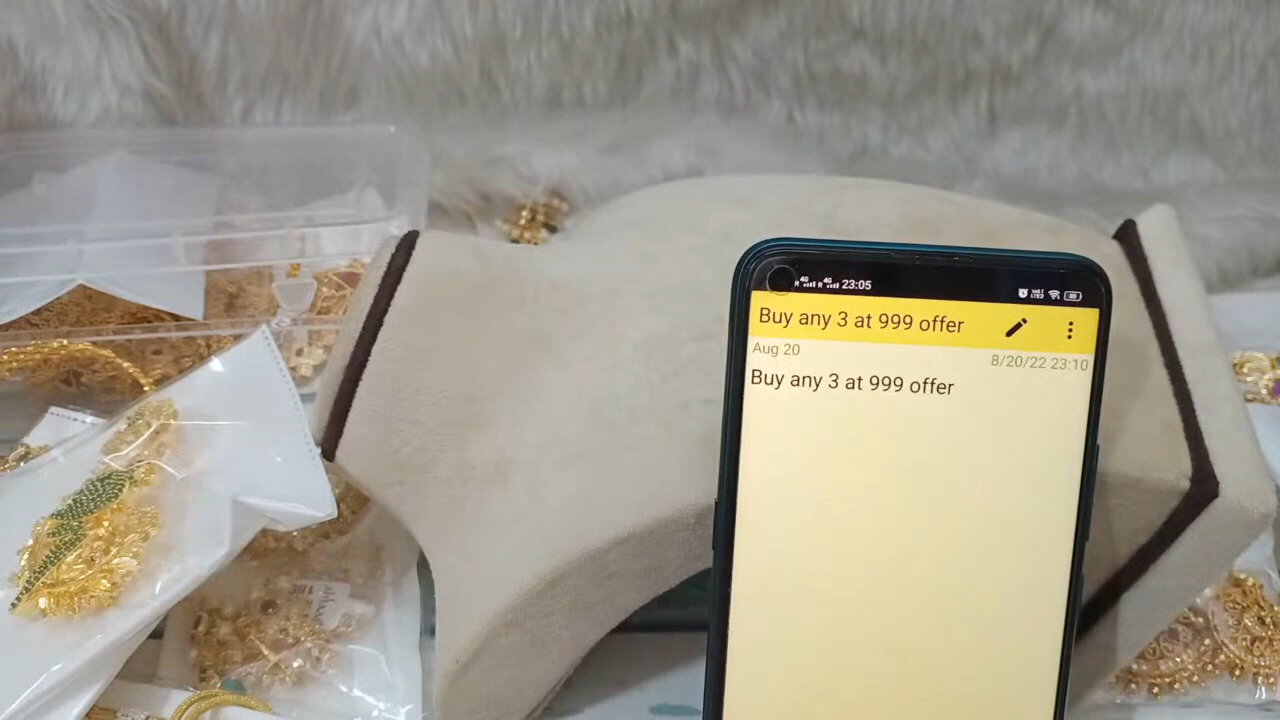 23:05
Buy any 3 at 999 offer
Aug 20
8/20/22 23:10
Buy any 3 at 999 offer